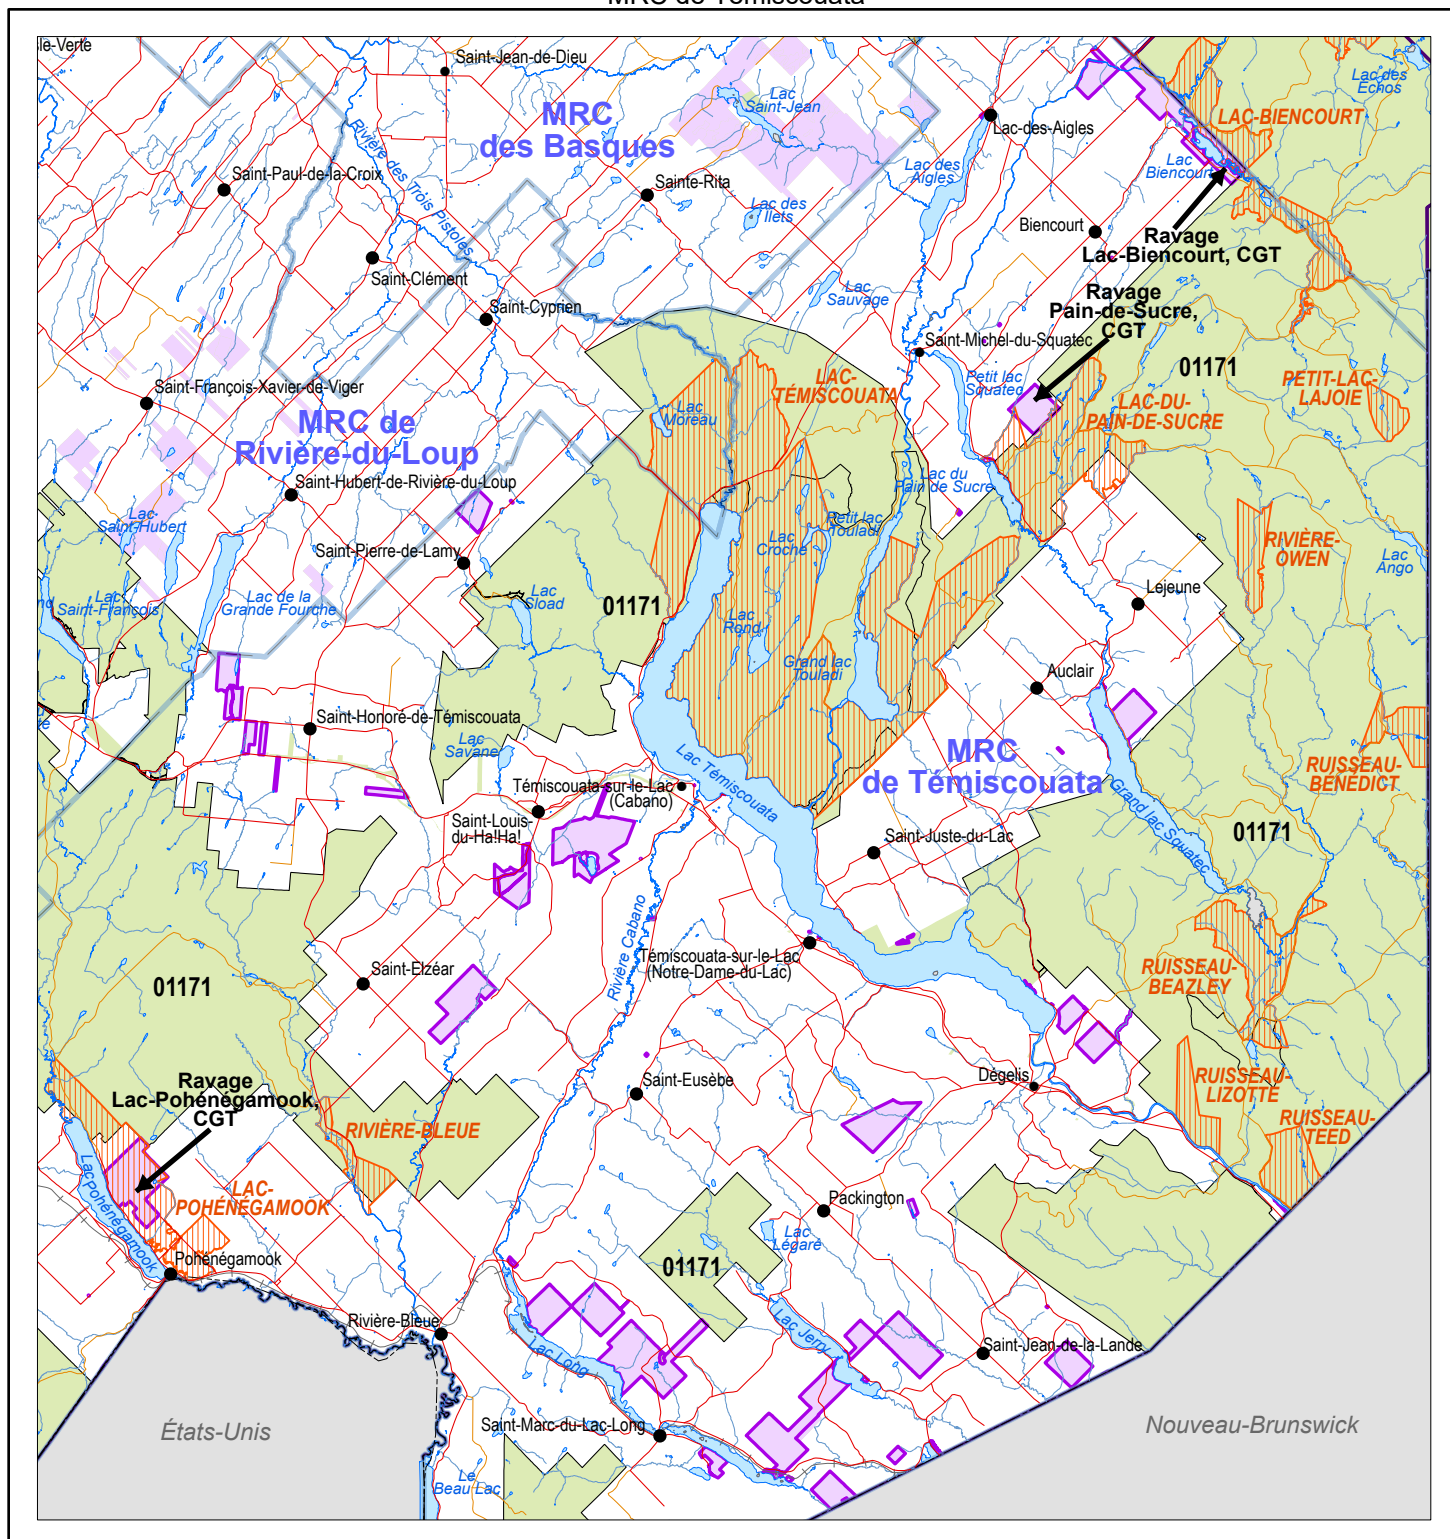 MRC de Témiscouata
sle-Verte
Saint-Jean-de-Dieu
Lac
Saint-Jean
MRC
des Basques
Lac-des-Aigles
Lac des
Echos
LAC-BIENCOURT
Rivière des Trois Pistoles
Saint-Paul-de-la-Croix
Sainte-Rita
Lac des
Ilets
Lac des
Aigles
Lac
Biencourt
Biencourt
Ravage
Lac-Biencourt, CGT
Saint-Clément
Saint-Cyprien
Lac
Sauvage
Ravage
Pain-de-Sucre,
CGT
Saint-Michel-du-Squatec
01171
Saint-François-Xavier-de-Viger
MRC de
Rivière-du-Loup
Lac
Moreau
LAC-
TÉMISCOUATA
Petit lac
Squatec
LAC-DU-
PAIN-DE-SUCRE
PETIT-LAC-
LAJOIE
Saint-Hubert-de-Rivière-du-Loup
Lac du
Pain de Sucre
Lac-
Saint-Hubert
Saint-Pierre-de-Lamy
Lac
Croche
Petit lac
Touladi
RIVIÈRE-
OWEN
Lac
Ango
nd
Lac
Saint-François
Lac de la
Grande Fourche
Lac
Sload
01171
Lac
Rond
Lejeune
Grand lac
Touladi
Auclair
Saint-Honoré-de-Témiscouata
Lac
Savane
Lac Témiscouata
MRC
de Témiscouata
Grand lac Squatec
RUISSEAU-
BÉNÉDICT
Témiscouata-sur-le-Lac
(Cabano)
Saint-Louis-
du-Ha!Ha!
Saint-Juste-du-Lac
01171
Rivière Cabano
Témiscouata-sur-le-Lac
(Notre-Dame-du-Lac)
Saint-Elzéar
01171
RUISSEAU-
BEAZLEY
Ravage
Lac-Pohénégamook,
CGT
Saint-Eusèbe
Dégelis
RUISSEAU-
LIZOTTE
RUISSEAU-
TEED
RIVIÈRE-BLEUE
Lac Pohénégamook
LAC-
POHÉNÉGAMOOK
Packington
Lac
Légaré
Pohénégamook
01171
Rivière-Bleue
Lac Long
Lac Jerry
Saint-Jean-de-la-Lande
États-Unis
Saint-Marc-du-Lac-Long
Nouveau-Brunswick
Le
Beau Lac